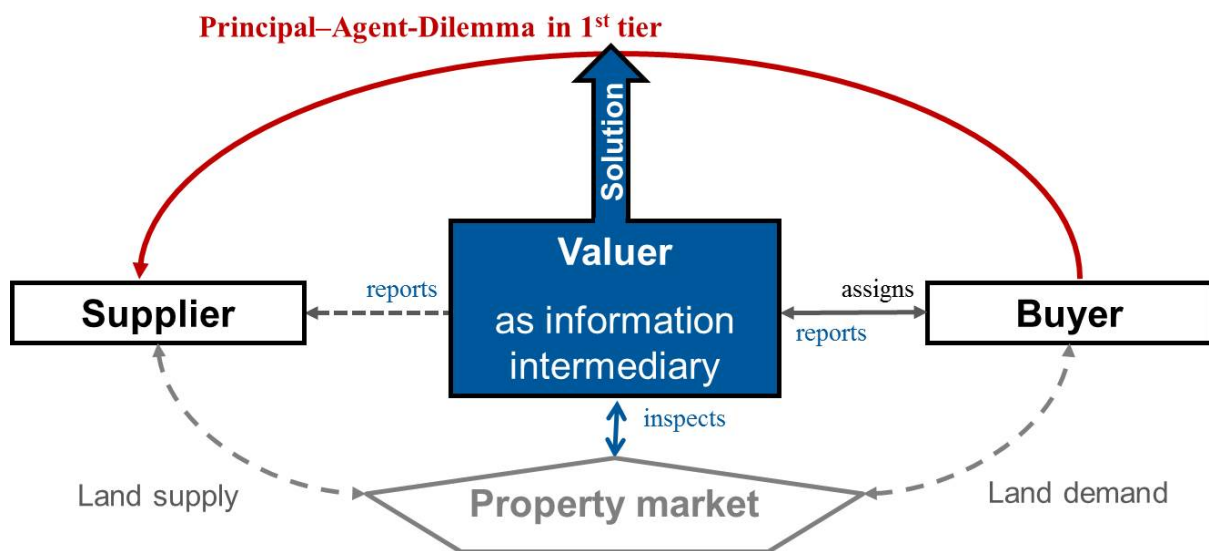 Principal–Agent-Dilemma in 1st tier
Solution
Valuer
as information
intermediary
Supplier
reports
assigns
reports
Buyer
inspects
Land supply
Property market
Land demand